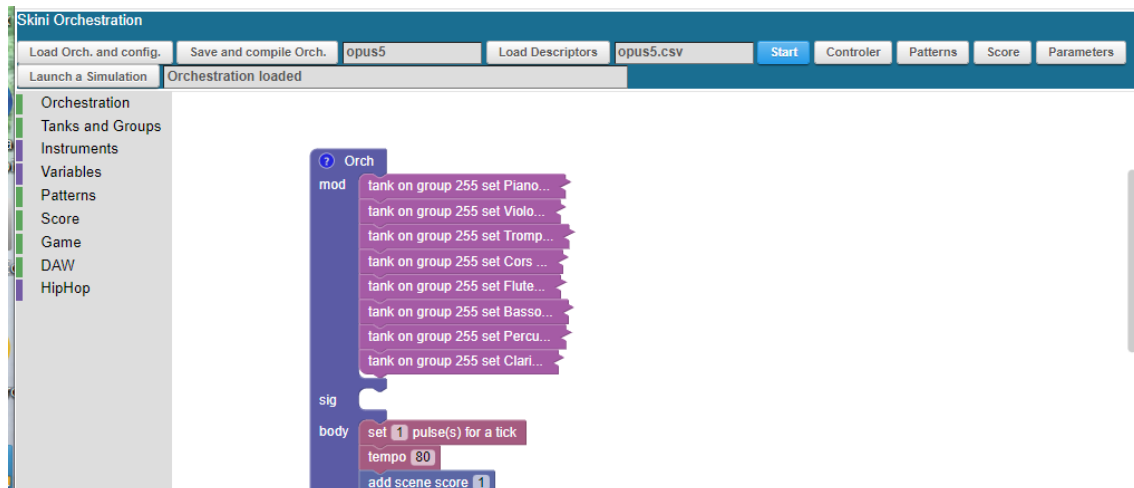 Skini Orchestration
Load Orch. and config. Save and compile Orch. opus5 Load Descriptors opus5.csv Start Controler Patterns Score Parameters
Launch a Simulation Orchestration loaded
Orchestration
Tanks and Groups
Instruments
Variables
Patterns
Score
Game
DAW
HipHop
? Orch
mod tank on group 255 set Piano...
tank on group 255 set Violo...
tank on group 255 set Tromp...
tank on group 255 set Cors ...
tank on group 255 set Flute...
tank on group 255 set Basso...
tank on group 255 set Percu...
tank on group 255 set Clari...
sig
body set 1 pulse(s) for a tick
tempo 80
add scene score 1